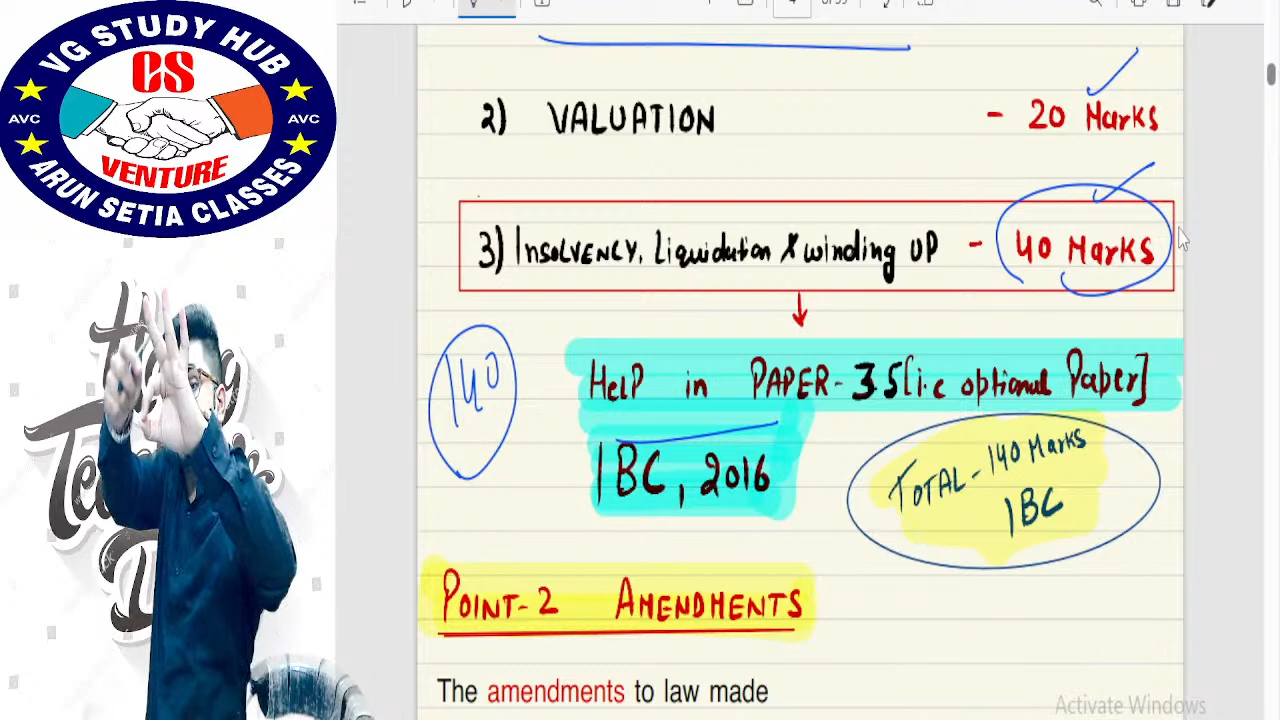 VG STUDY HUB
CS
AVC
AVC
VENTURE
ARUN SETIA CLASSES
2) VALUATION - 20 Marks
3) INSOLVENCY, Liquidation & winding UP - 40 Marks
140
HELP in PAPER - 3.5 [i.e optional Paper]
IBC, 2016
TOTAL - 140 Marks
IBC
POINT-2 AMENDMENTS
The amendments to law made
Activate Windows